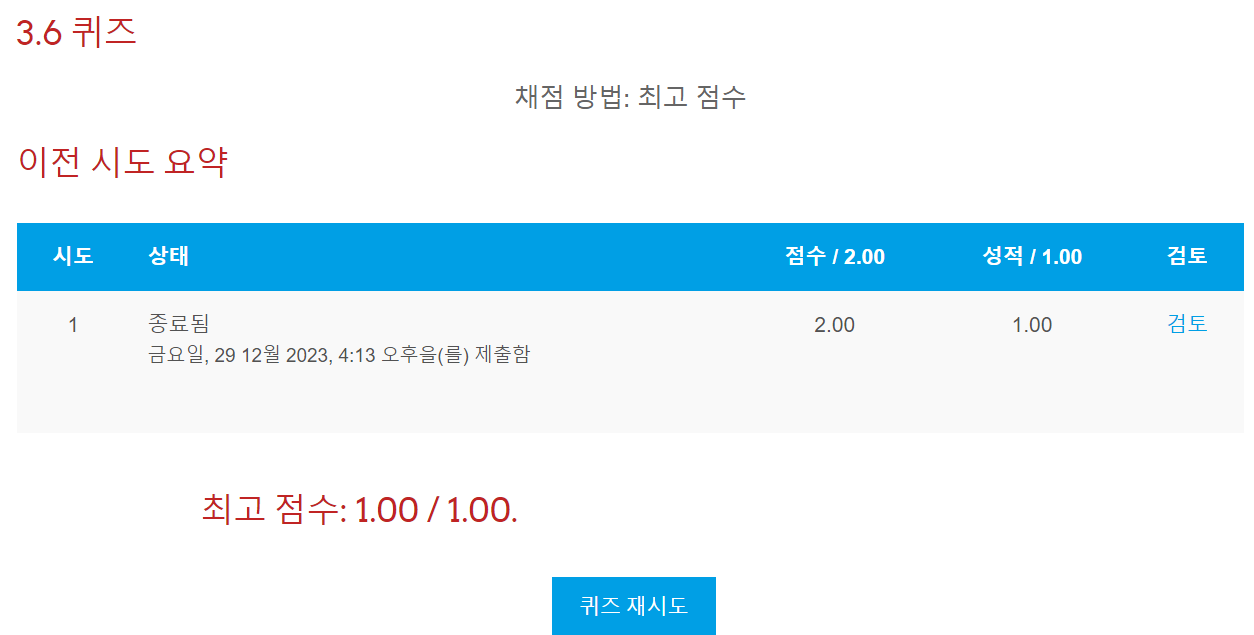 3.6 퀴즈
채점 방법: 최고 점수
이전 시도 요약
시도 상태 점수 / 2.00 성적 / 1.00 검토
1 종료됨 2.00 1.00 검토
금요일, 29 12월 2023, 4:13 오후을(를) 제출함
최고 점수: 1.00 / 1.00.
퀴즈 재시도